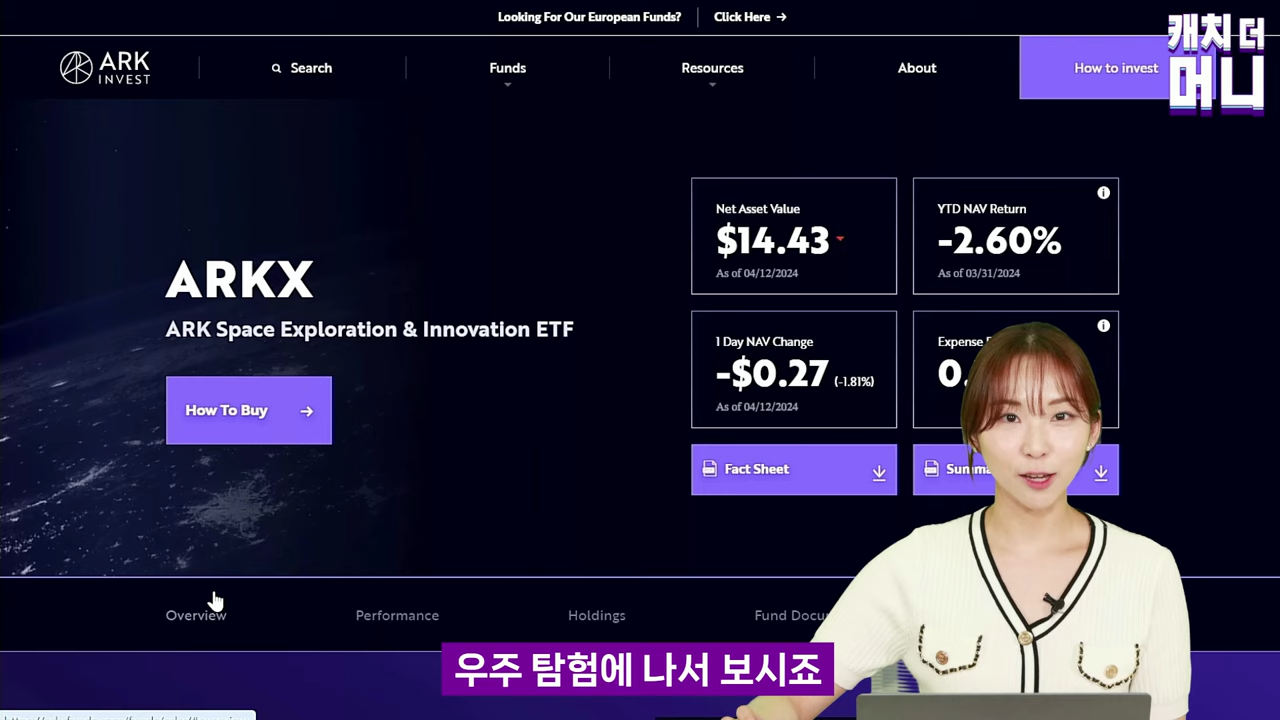 Looking For Our European Funds?
Click Here →
캐치 더
머니
ARK
INVEST
Search
Funds
Resources
About
How to invest
Net Asset Value
$14.43
As of 04/12/2024
YTD NAV Return
-2.60%
As of 03/31/2024
ARKX
ARK Space Exploration & Innovation ETF
How To Buy →
1 Day NAV Change
-$0.27 (-1.81%)
As of 04/12/2024
Expense
0.
Fact Sheet
Overview
Performance
Holdings
Fund
우주 탐험에 나서 보시죠